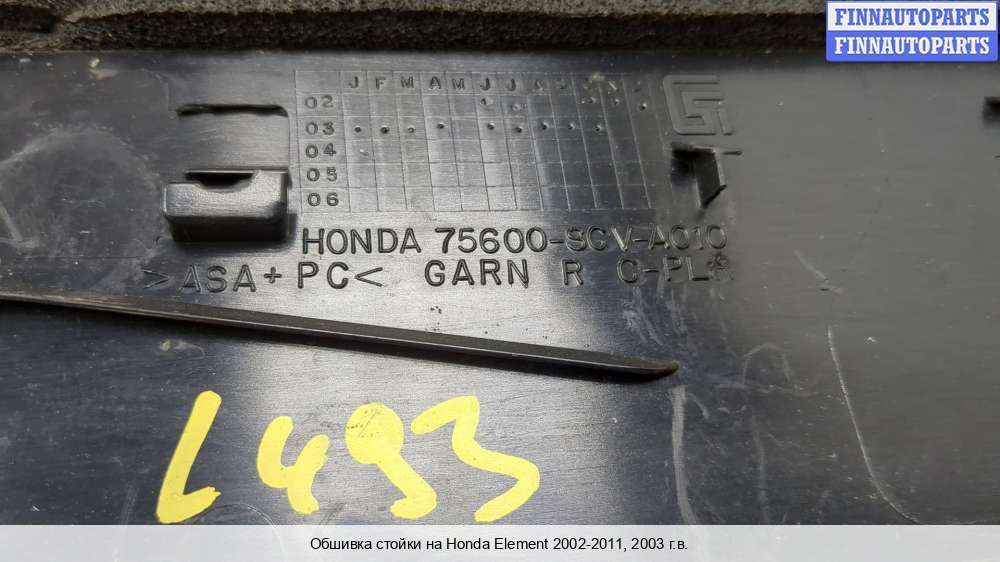 FINNAUTOPARTS
FINNAUTOPARTS
J F M A M J J A
02
03
04
05
06
HONDA 75600-SCV-A010
>ASA+PC< GARN R C-PLR
L493
Обшивка стойки на Honda Element 2002-2011, 2003 г.в.